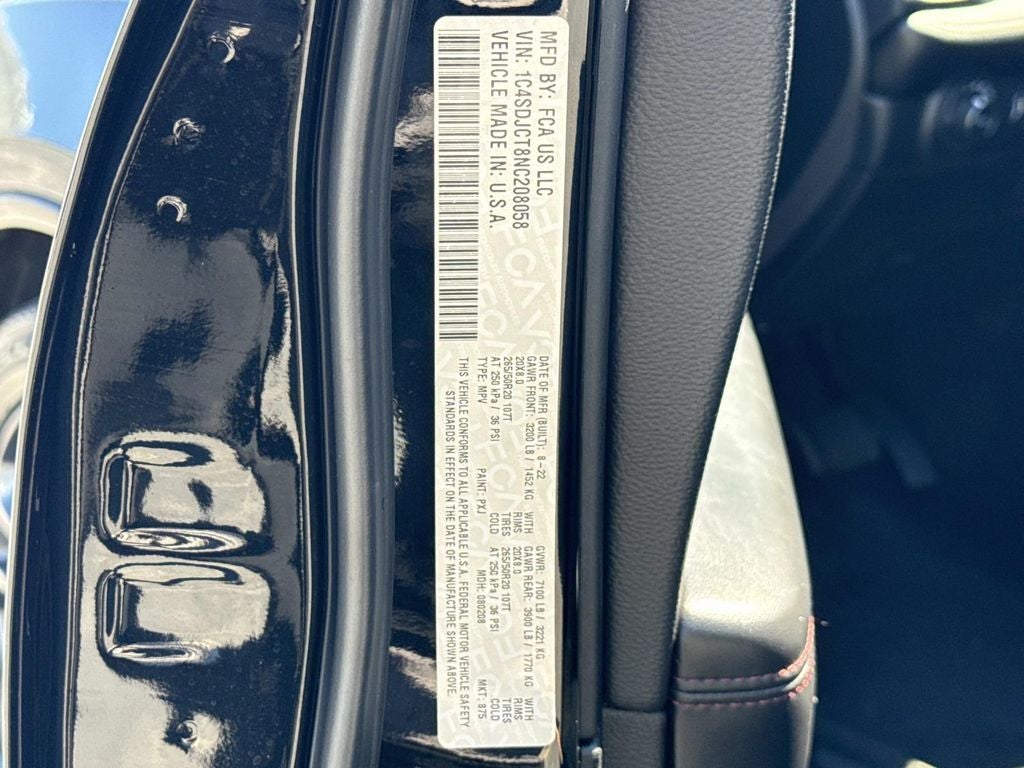 MFD BY: FCA US LLC
VIN: 1C4SDJCT8NC208058
VEHICLE MADE IN: U.S.A.
DATE OF MFR (BUILT): 8-22 GVWR: 7100 LB / 3221 KG
GAWR FRONT: 3200 LB / 1452 KG WITH GAWR REAR: 3900 LB / 1770 KG WITH
20X8.0 RIMS 20X8.0 RIMS
265/50R20 107T TIRES 265/50R20 107T TIRES
AT 250 kPa / 36 PSI COLD AT 250 kPa / 36 PSI COLD
TYPE: MPV PAINT: PXJ MDH: 080208 MKT: 875
THIS VEHICLE CONFORMS TO ALL APPLICABLE U.S.A. FEDERAL MOTOR VEHICLE SAFETY
STANDARDS IN EFFECT ON THE DATE OF MANUFACTURE SHOWN ABOVE.